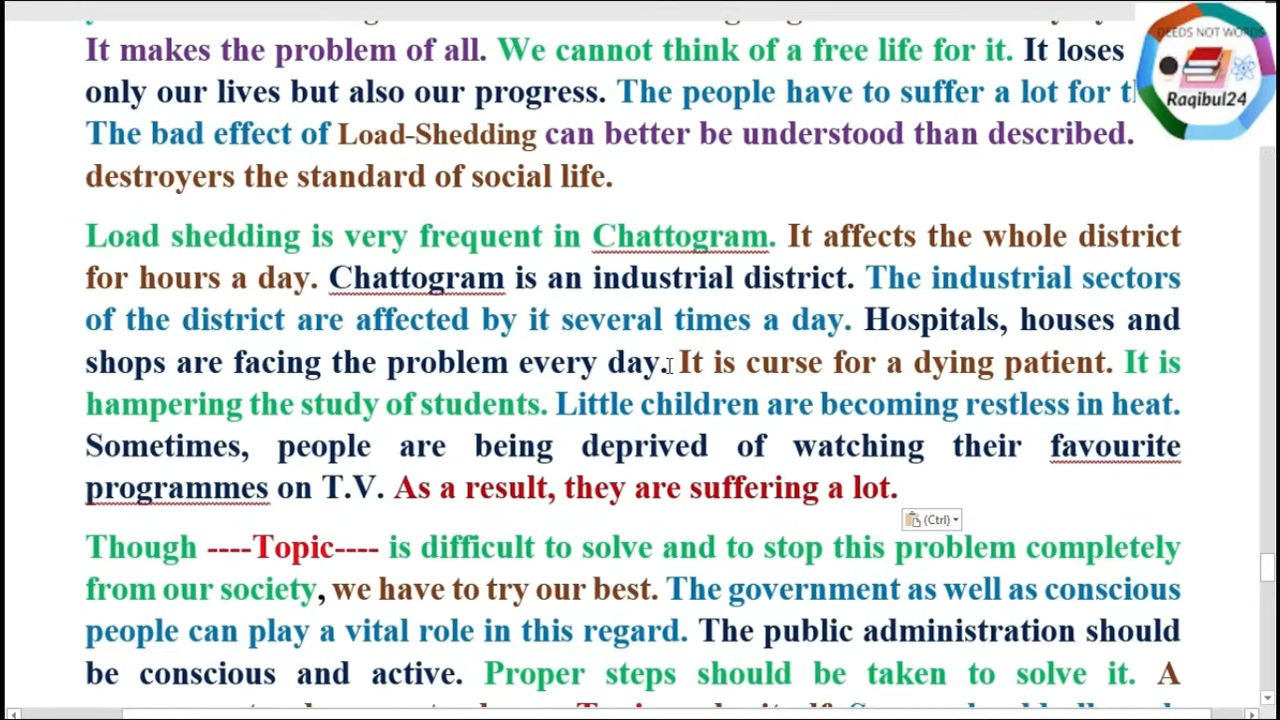 It makes the problem of all. We cannot think of a free life for it. It loses
only our lives but also our progress. The people have to suffer a lot for
The bad effect of Load-Shedding can better be understood than described.
destroyers the standard of social life.
Load shedding is very frequent in Chattogram. It affects the whole district
for hours a day. Chattogram is an industrial district. The industrial sectors
of the district are affected by it several times a day. Hospitals, houses and
shops are facing the problem every day. It is curse for a dying patient. It is
hampering the study of students. Little children are becoming restless in heat.
Sometimes, people are being deprived of watching their favourite
programmes on T.V. As a result, they are suffering a lot.
(Ctrl)
Though ----Topic---- is difficult to solve and to stop this problem completely
from our society, we have to try our best. The government as well as conscious
people can play a vital role in this regard. The public administration should
be conscious and active. Proper steps should be taken to solve it. A
DEEDS NOT WORDS
Raqibul24